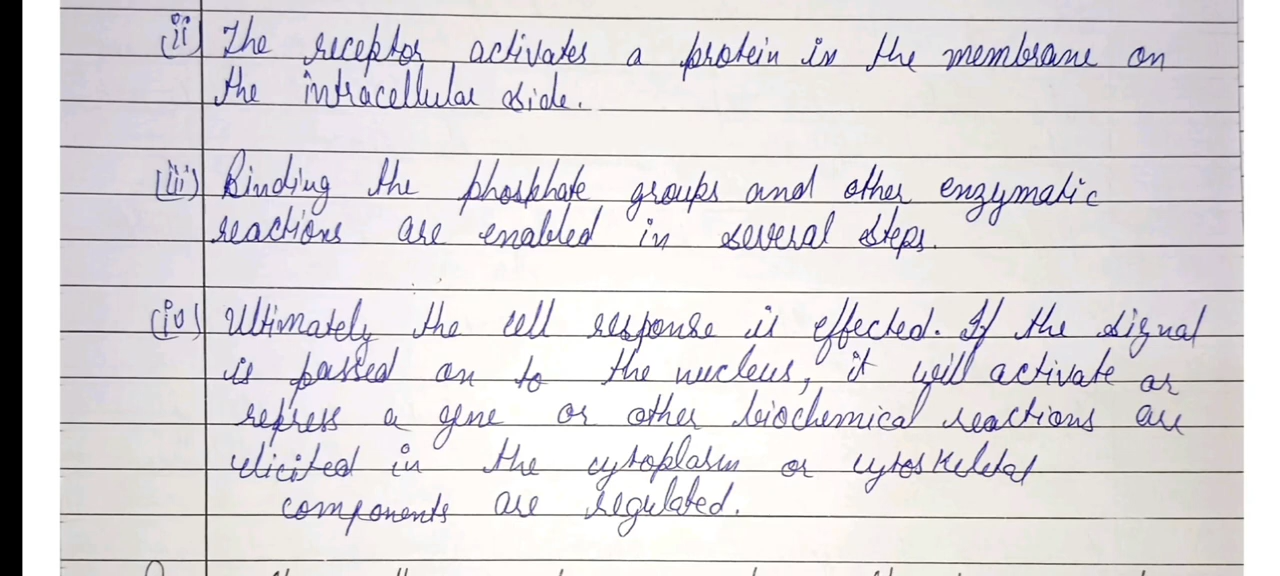 (ii) The receptor activates a protein in the membrane on
the intracellular side.
(iii) Binding the phosphate groups and other enzymatic
reactions are enabled in several steps.
(iv) Ultimately the cell response is effected. If the signal
is passed on to the nucleus, it will activate or
repress a gene or other biochemical reactions are
elicited in the cytoplasm or cytoskeletal
components are regulated.